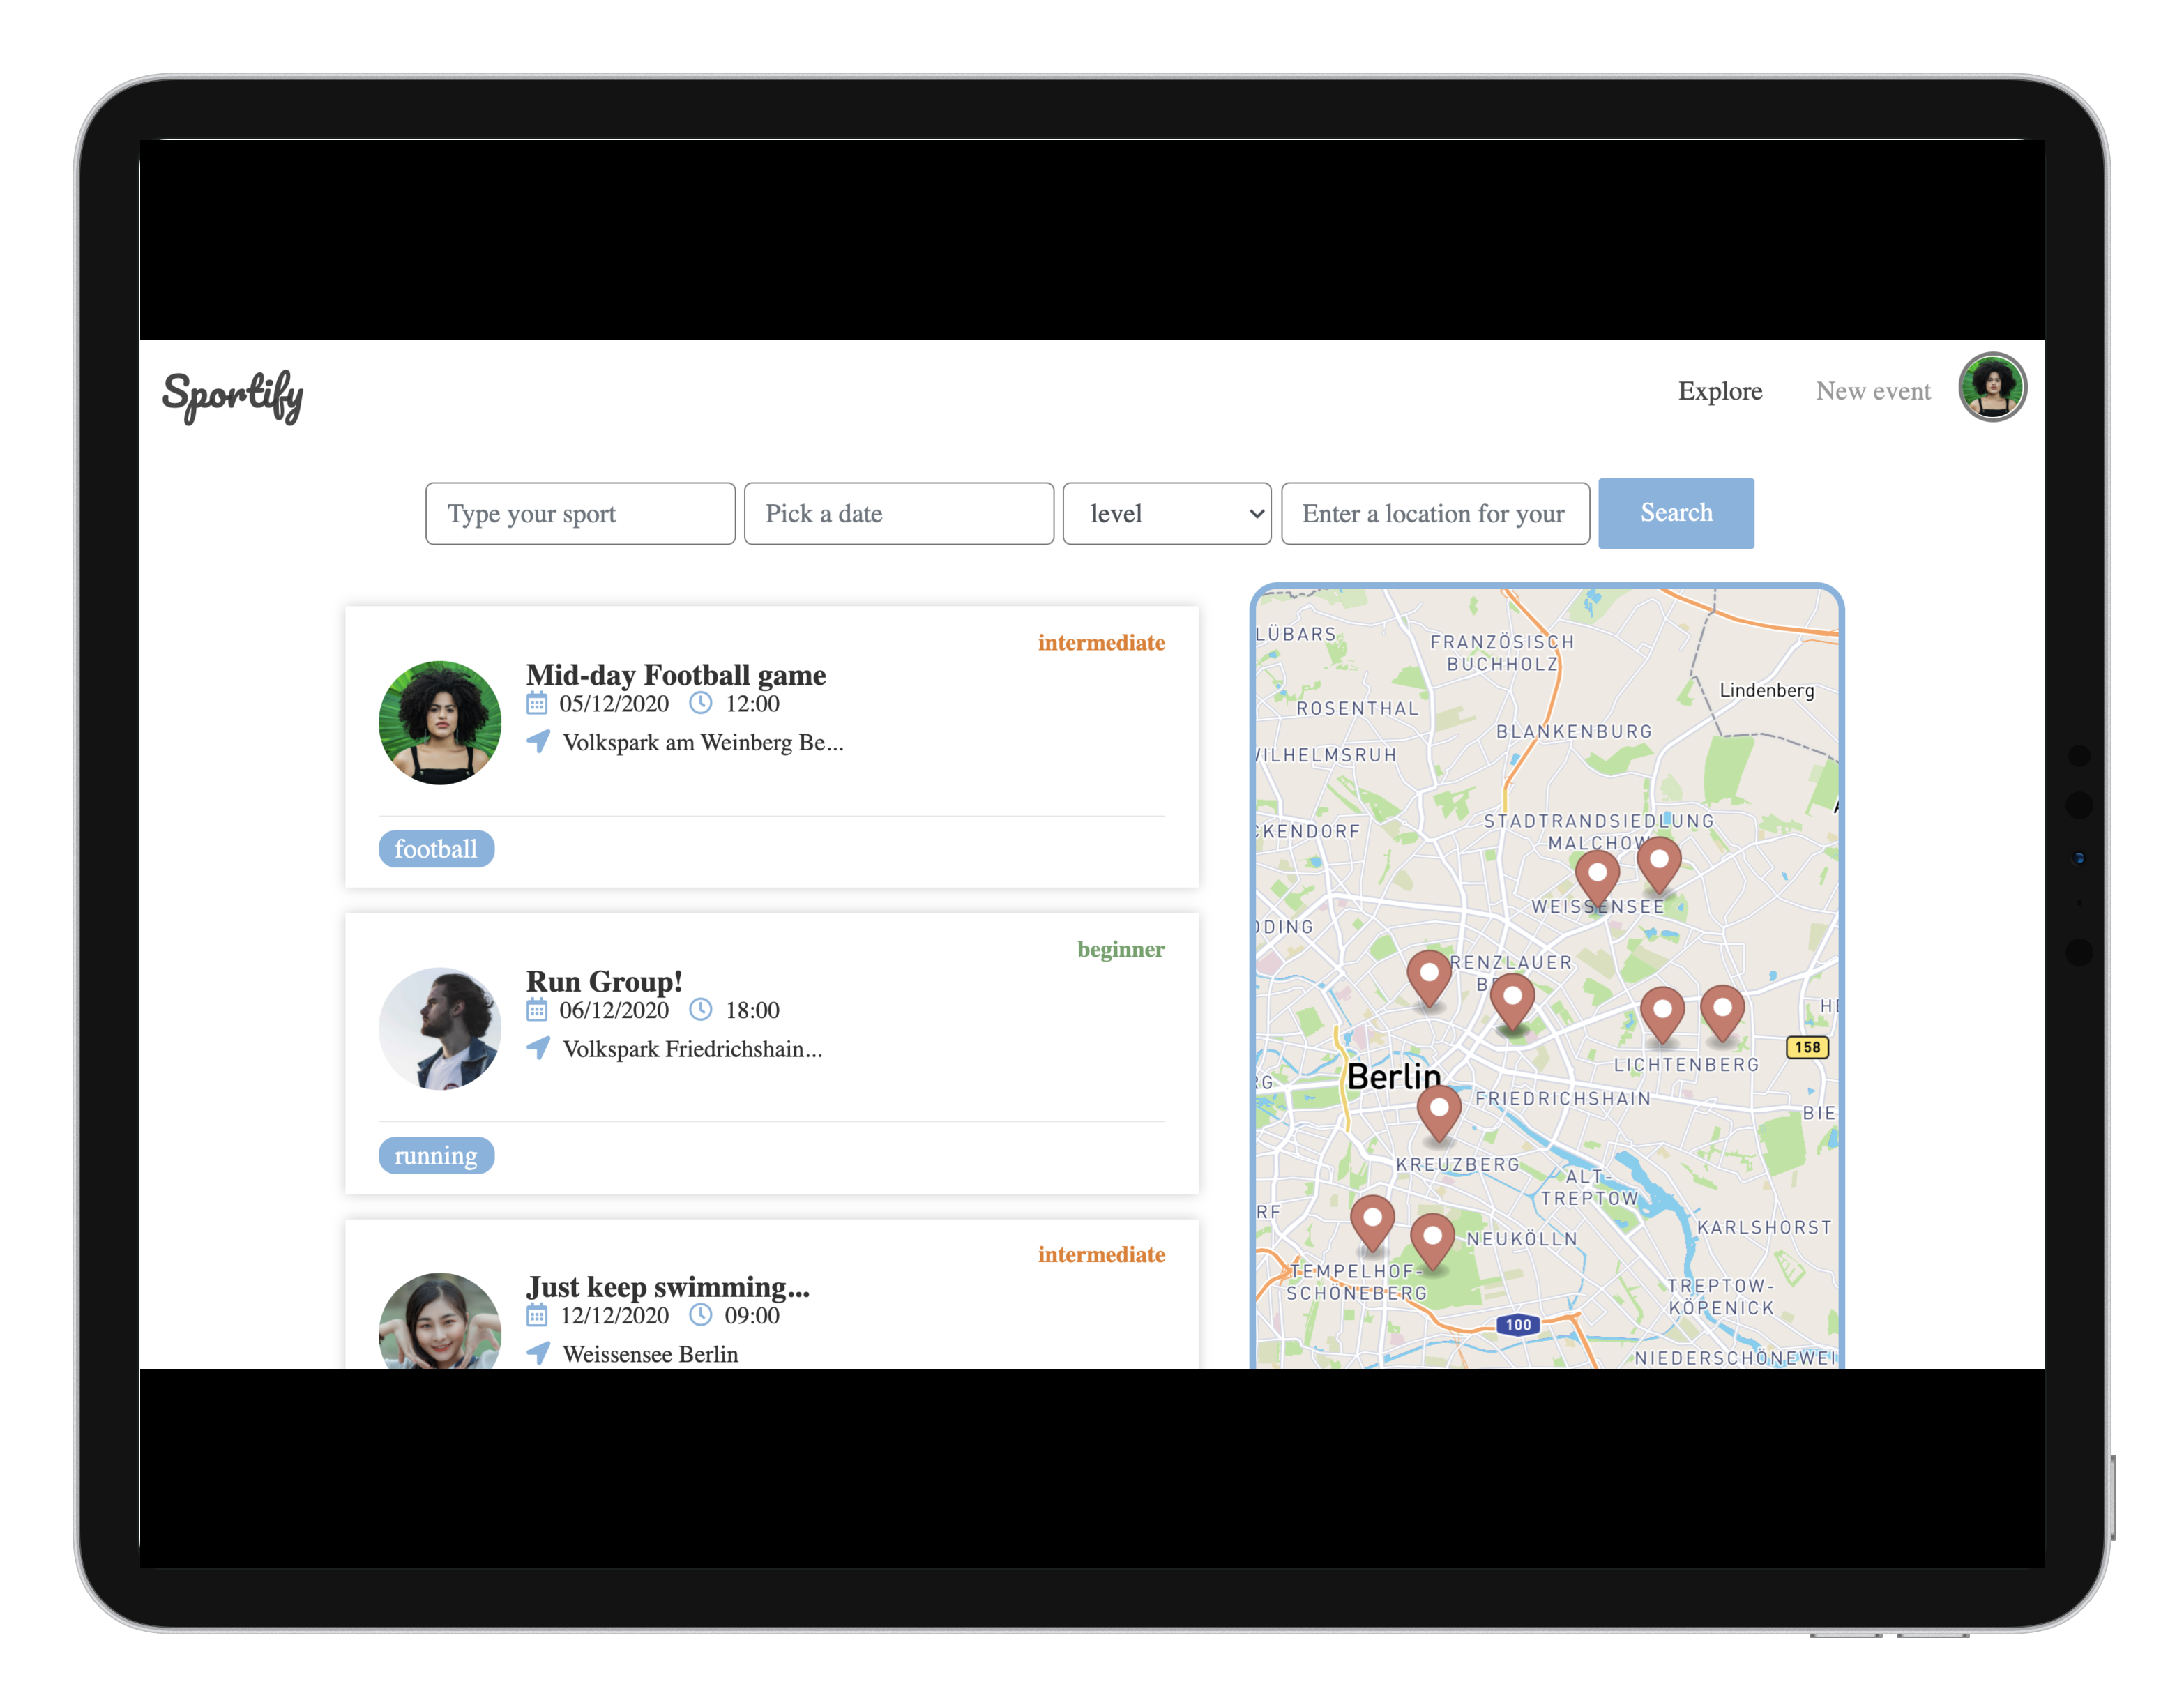 Sportify
Explore
New event
Type your sport
Pick a date
level
Enter a location for your
Search
intermediate
Mid-day Football game
05/12/2020 12:00
Volkspark am Weinberg Be...
football
beginner
Run Group!
06/12/2020 18:00
Volkspark Friedrichshain...
running
intermediate
Just keep swimming...
12/12/2020 09:00
Weissensee Berlin
LÜBARS
FRANZÖSISCH
BUCHHOLZ
Lindenberg
ROSENTHAL
BLANKENBURG
ILHELMSRUH
STADTRANDSIEDLUNG
MALCHOW
KENDORF
WEISSENSEE
DING
RENZLAUER
B
HE
158
LICHTENBERG
Berlin
G
FRIEDRICHSHAIN
BIE
KREUZBERG
ALT-
TREPTOW
RF
KARLSHORST
NEUKÖLLN
TEMPELHOF-
SCHÖNEBERG
TREPTOW-
KÖPENICK
100
NIEDERSCHÖNEWEI